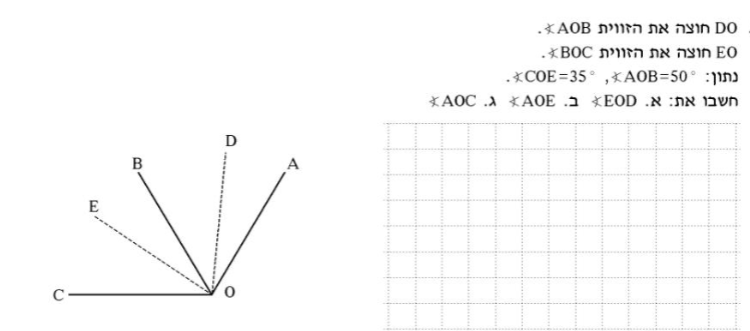 DO חוצה את הזווית AOB∢.
EO חוצה את הזווית BOC∢.
נתון: AOB=50°∢, COE=35°∢.
חשבו את: א. EOD∢ ב. AOE∢ ג. AOC∢
D
B
A
E
C
O